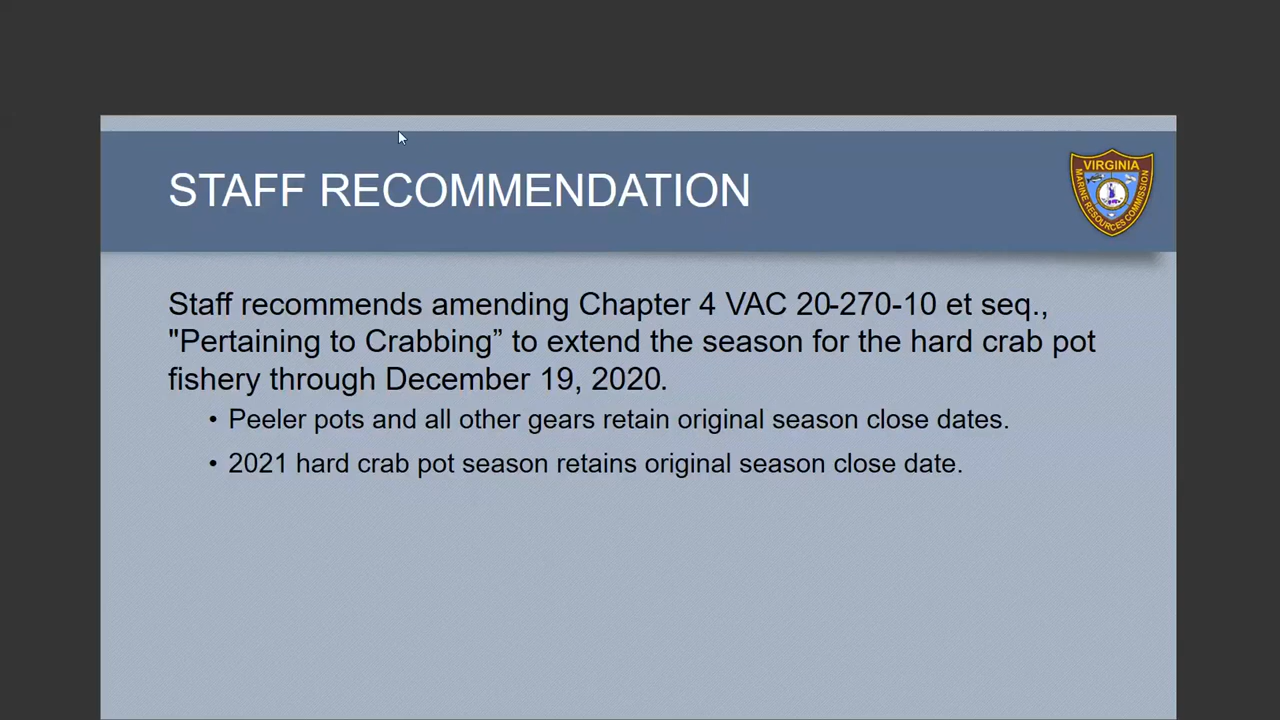 STAFF RECOMMENDATION
VIRGINIA
MARINE RESOURCES COMMISSION
Staff recommends amending Chapter 4 VAC 20-270-10 et seq.,
"Pertaining to Crabbing” to extend the season for the hard crab pot
fishery through December 19, 2020.
• Peeler pots and all other gears retain original season close dates.
• 2021 hard crab pot season retains original season close date.